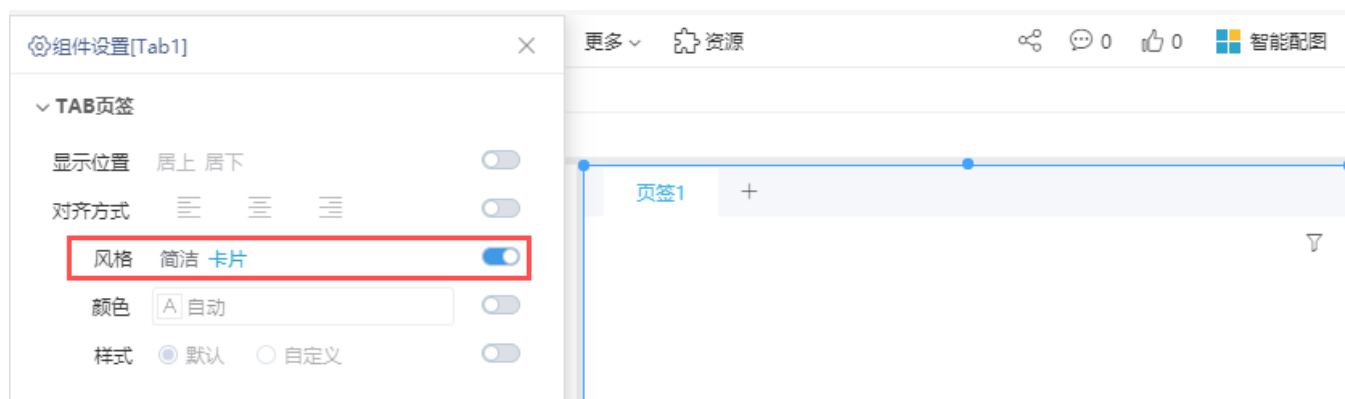 组件设置[Tab1]
更多 资源 0 0 智能配图
TAB页签
显示位置 居上 居下
页签1 +
对齐方式
风格 简洁 卡片
颜色 A 自动
样式 默认 自定义